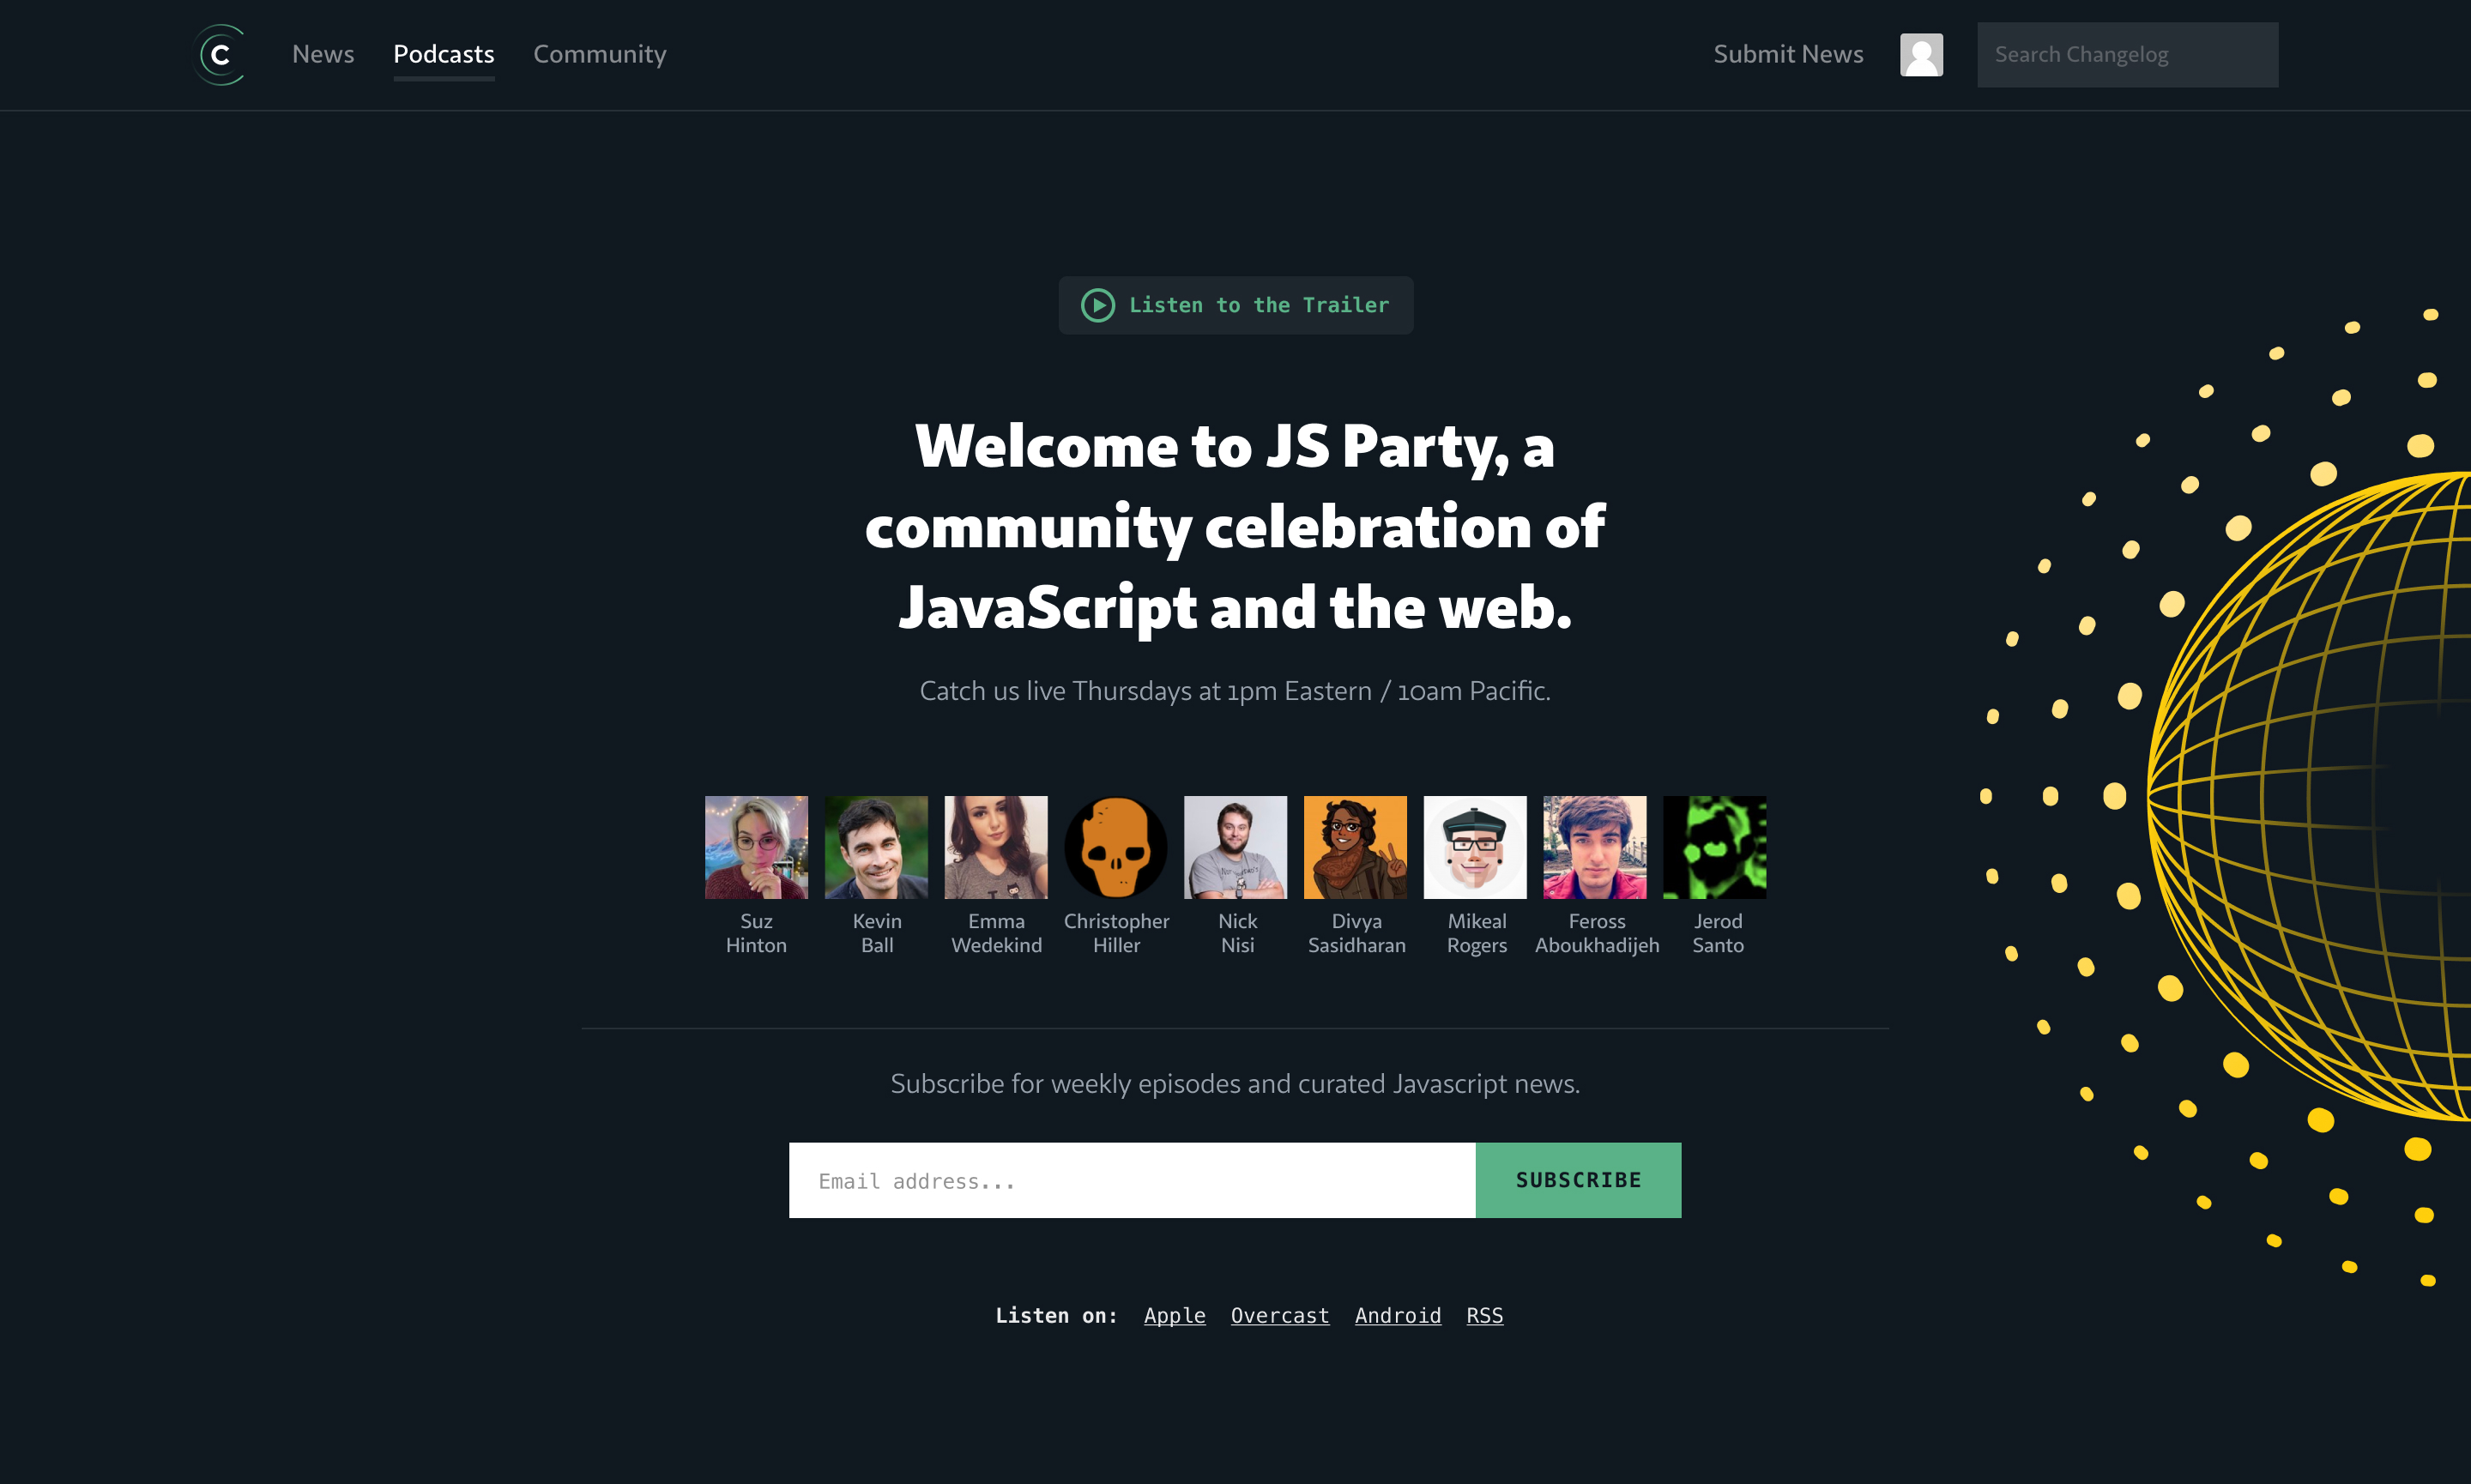 C
News
Podcasts
Community
Submit News
Search Changelog
Listen to the Trailer
Welcome to JS Party, a
community celebration of
JavaScript and the web.
Catch us live Thursdays at 1pm Eastern / 10am Pacific.
Suz
Hinton
Kevin
Ball
Emma
Wedekind
Christopher
Hiller
Nick
Nisi
Divya
Sasidharan
Mikeal
Rogers
Feross
Aboukhadijeh
Jerod
Santo
Subscribe for weekly episodes and curated Javascript news.
Email address...
SUBSCRIBE
Listen on: Apple Overcast Android RSS